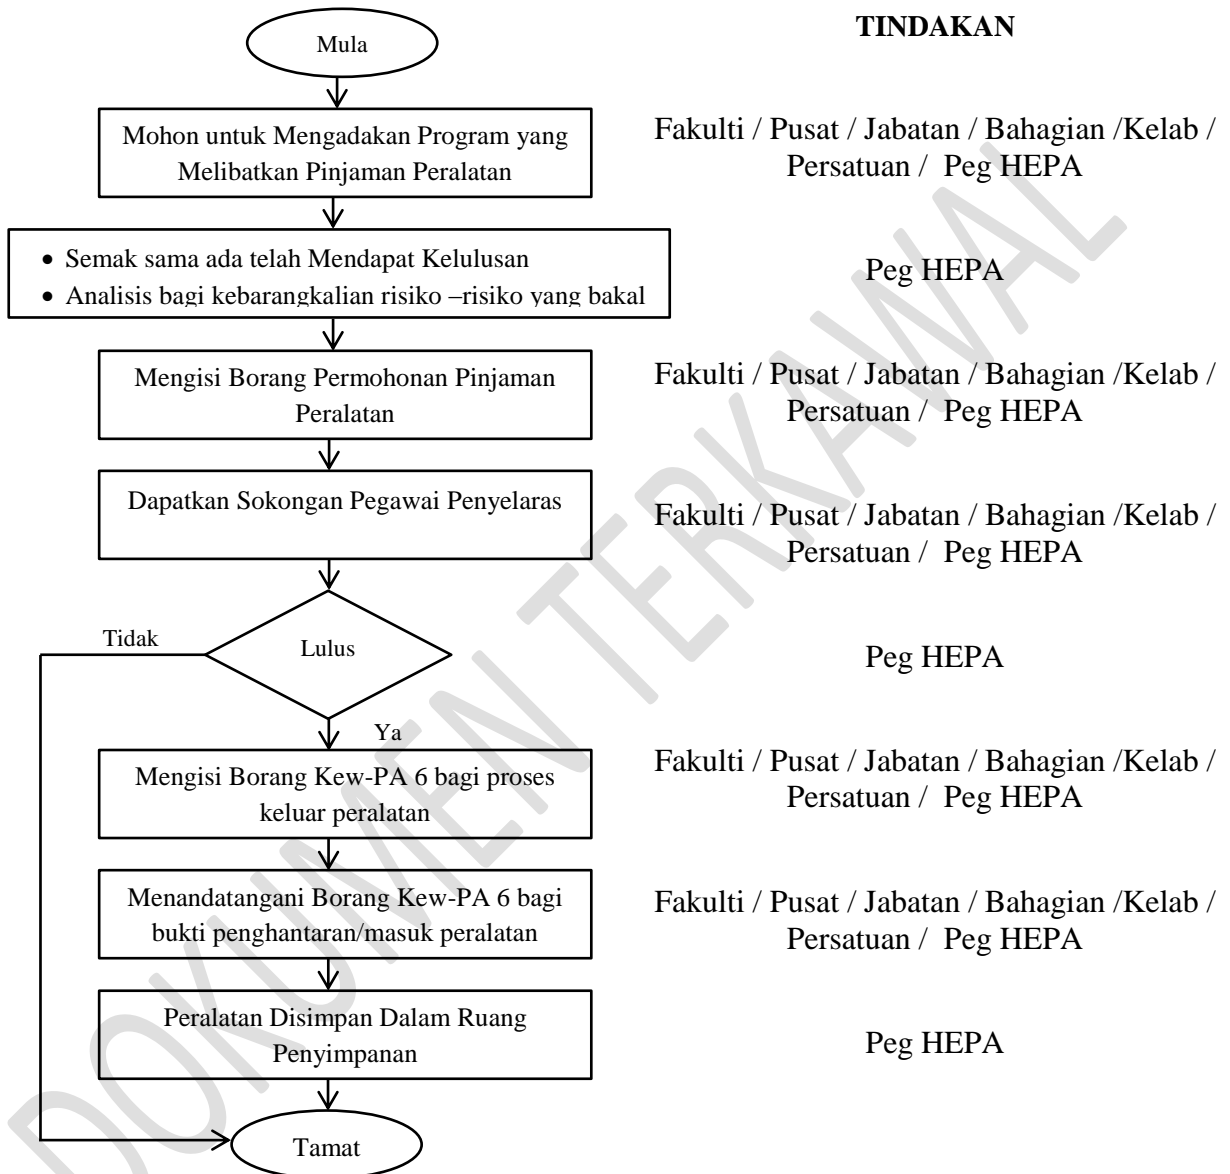 TINDAKAN
Mula
Mohon untuk Mengadakan Program yang
Melibatkan Pinjaman Peralatan
Fakulti / Pusat / Jabatan / Bahagian /Kelab /
Persatuan / Peg HEPA
• Semak sama ada telah Mendapat Kelulusan
• Analisis bagi kebarangkalian risiko –risiko yang bakal
Peg HEPA
Mengisi Borang Permohonan Pinjaman
Peralatan
Fakulti / Pusat / Jabatan / Bahagian /Kelab /
Persatuan / Peg HEPA
Dapatkan Sokongan Pegawai Penyelaras
Fakulti / Pusat / Jabatan / Bahagian /Kelab /
Persatuan / Peg HEPA
Tidak
Lulus
Peg HEPA
Ya
Mengisi Borang Kew-PA 6 bagi proses
keluar peralatan
Fakulti / Pusat / Jabatan / Bahagian /Kelab /
Persatuan / Peg HEPA
Menandatangani Borang Kew-PA 6 bagi
bukti penghantaran/masuk peralatan
Fakulti / Pusat / Jabatan / Bahagian /Kelab /
Persatuan / Peg HEPA
Peralatan Disimpan Dalam Ruang
Penyimpanan
Peg HEPA
Tamat
DOKUMEN TERKAWAL